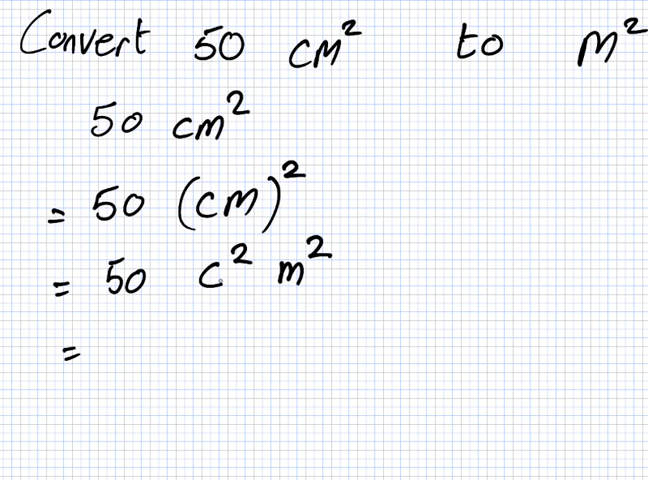 Convert 50 cm² to m²
50 cm²
= 50 (cm)²
= 50 c² m²
=